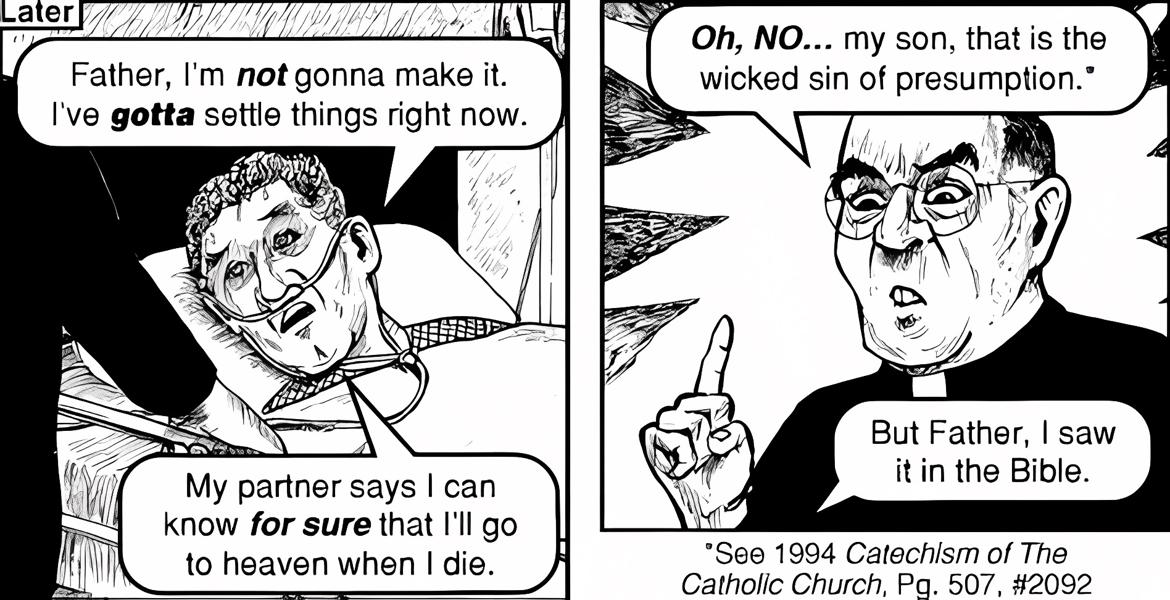 Later
Father, I'm not gonna make it.
I've gotta settle things right now.
My partner says I can
know for sure that I'll go
to heaven when I die.
Oh, NO... my son, that is the
wicked sin of presumption.*
But Father, I saw
it in the Bible.
*See 1994 Catechism of The
Catholic Church, Pg. 507, #2092